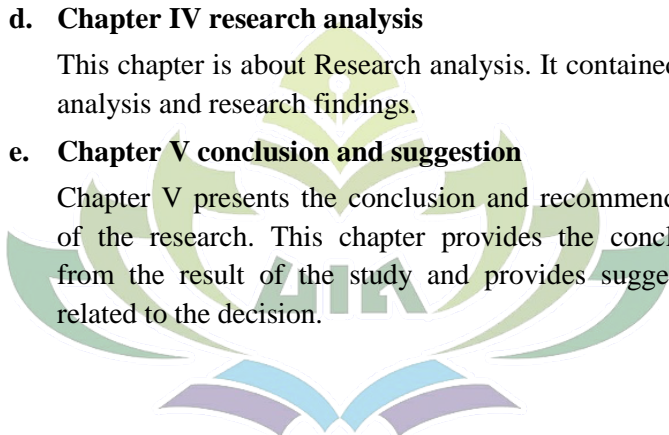 d. Chapter IV research analysis
This chapter is about Research analysis. It contained
analysis and research findings.
e. Chapter V conclusion and suggestion
Chapter V presents the conclusion and recommend
of the research. This chapter provides the concl
from the result of the study and provides sugge
related to the decision.